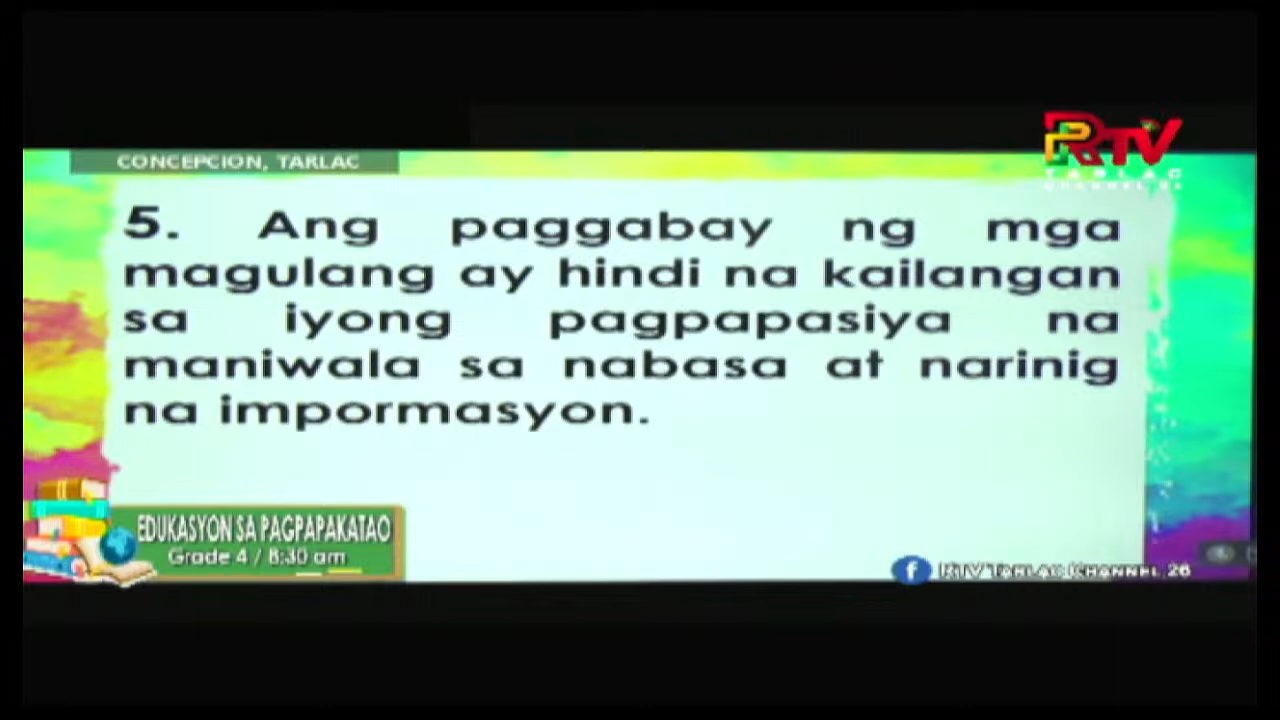 CONCEPCION, TARLAC
RTV
TARLAC
5. Ang paggabay ng mga
magulang ay hindi na kailangan
sa iyong pagpapasiya na
maniwala sa nabasa at narinig
na impormasyon.
EDUKASYON SA PAGPAPAKATAO
Grade 4 / 8:30 am
RTV TARLAC CHANNEL 26